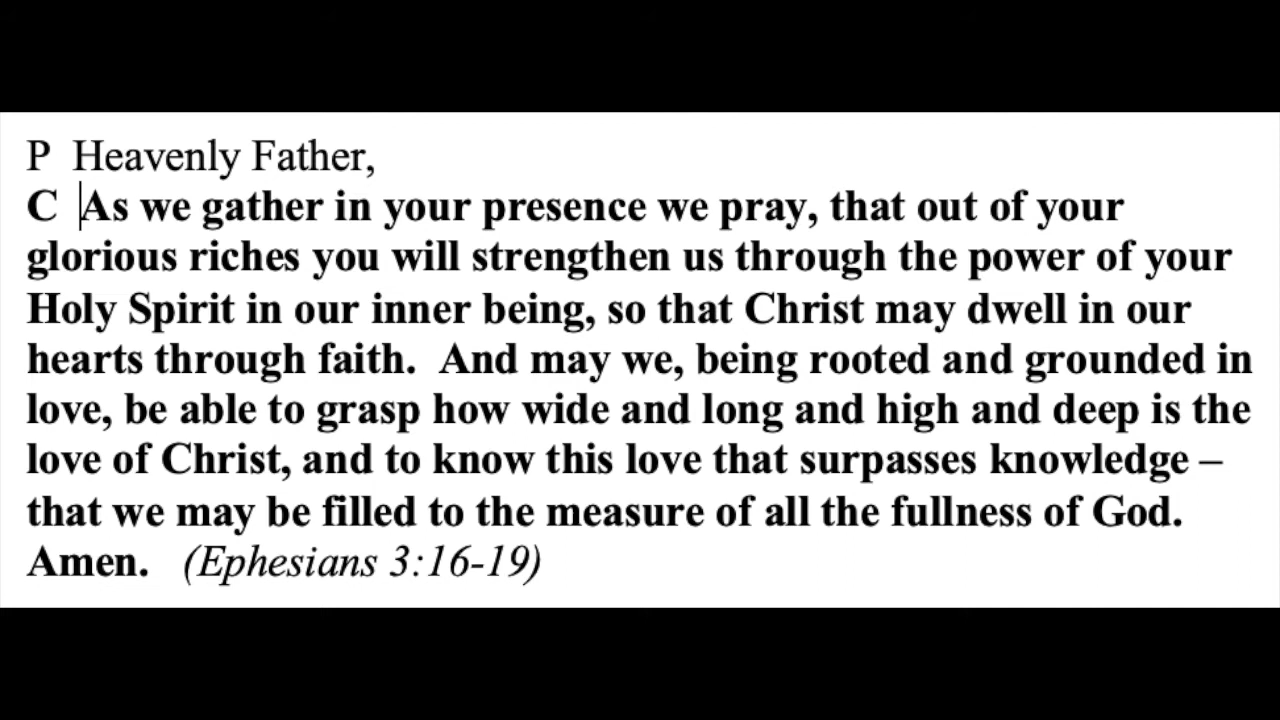 P Heavenly Father,
C As we gather in your presence we pray, that out of your
glorious riches you will strengthen us through the power of your
Holy Spirit in our inner being, so that Christ may dwell in our
hearts through faith. And may we, being rooted and grounded in
love, be able to grasp how wide and long and high and deep is the
love of Christ, and to know this love that surpasses knowledge –
that we may be filled to the measure of all the fullness of God.
Amen. (Ephesians 3:16-19)